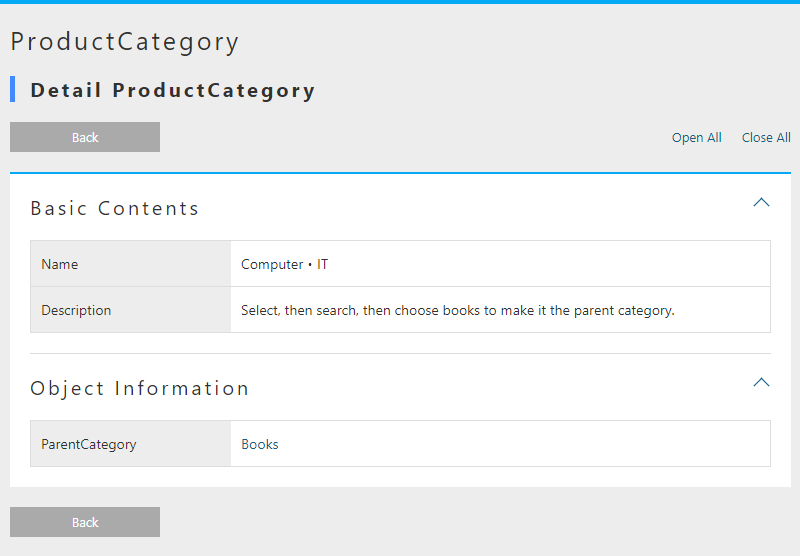 ProductCategory
Detail ProductCategory
Back
Open All
Close All
Basic Contents
Name
Computer・IT
Description
Select, then search, then choose books to make it the parent category.
Object Information
ParentCategory
Books
Back